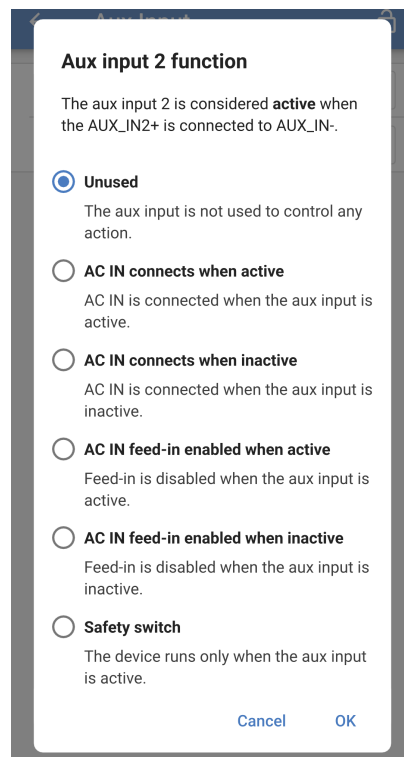 Aux Input
Aux input 2 function
The aux input 2 is considered active when
the AUX_IN2+ is connected to AUX_IN-.
Unused
The aux input is not used to control any
action.
AC IN connects when active
AC IN is connected when the aux input is
active.
AC IN connects when inactive
AC IN is connected when the aux input is
inactive.
AC IN feed-in enabled when active
Feed-in is disabled when the aux input is
active.
AC IN feed-in enabled when inactive
Feed-in is disabled when the aux input is
inactive.
Safety switch
The device runs only when the aux input
is active.
Cancel OK